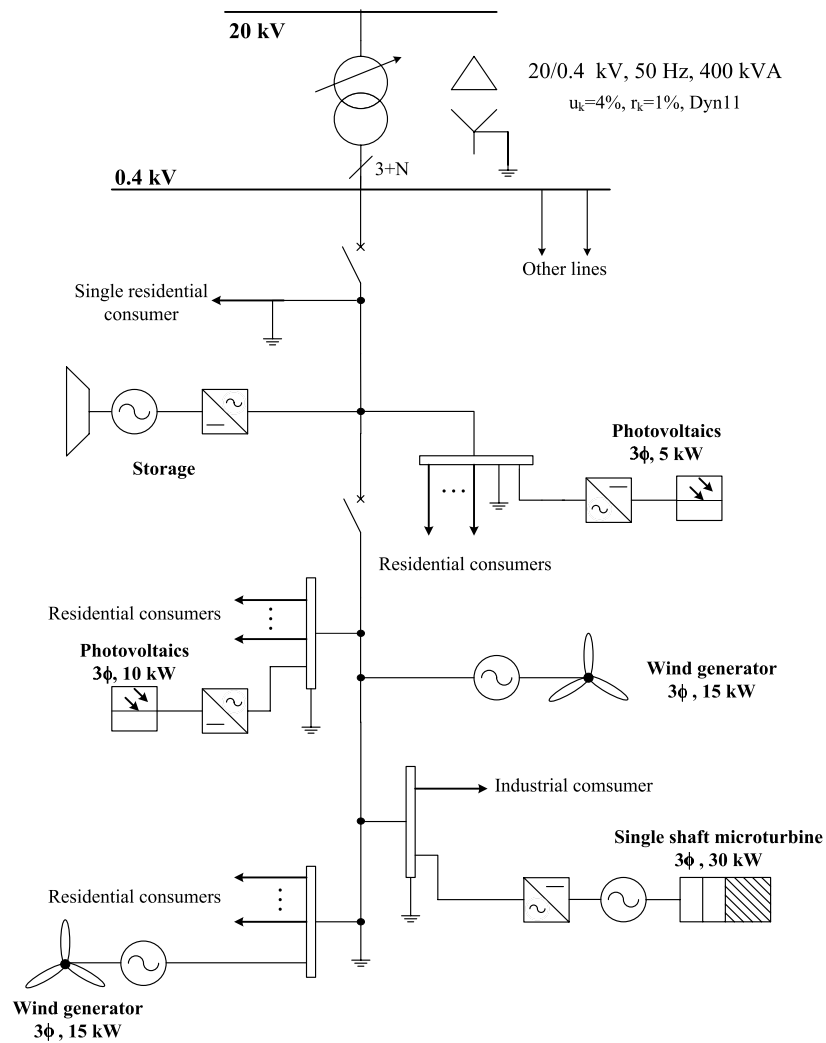 20 kV
20/0.4 kV, 50 Hz, 400 kVA
uk=4%, rk=1%, Dyn11
3+N
0.4 kV
Other lines
Single residential
consumer
Storage
Photovoltaics
3ϕ, 5 kW
Residential consumers
Residential consumers
Photovoltaics
3ϕ, 10 kW
Wind generator
3ϕ , 15 kW
Industrial comsumer
Single shaft microturbine
3ϕ , 30 kW
Residential consumers
Wind generator
3ϕ , 15 kW